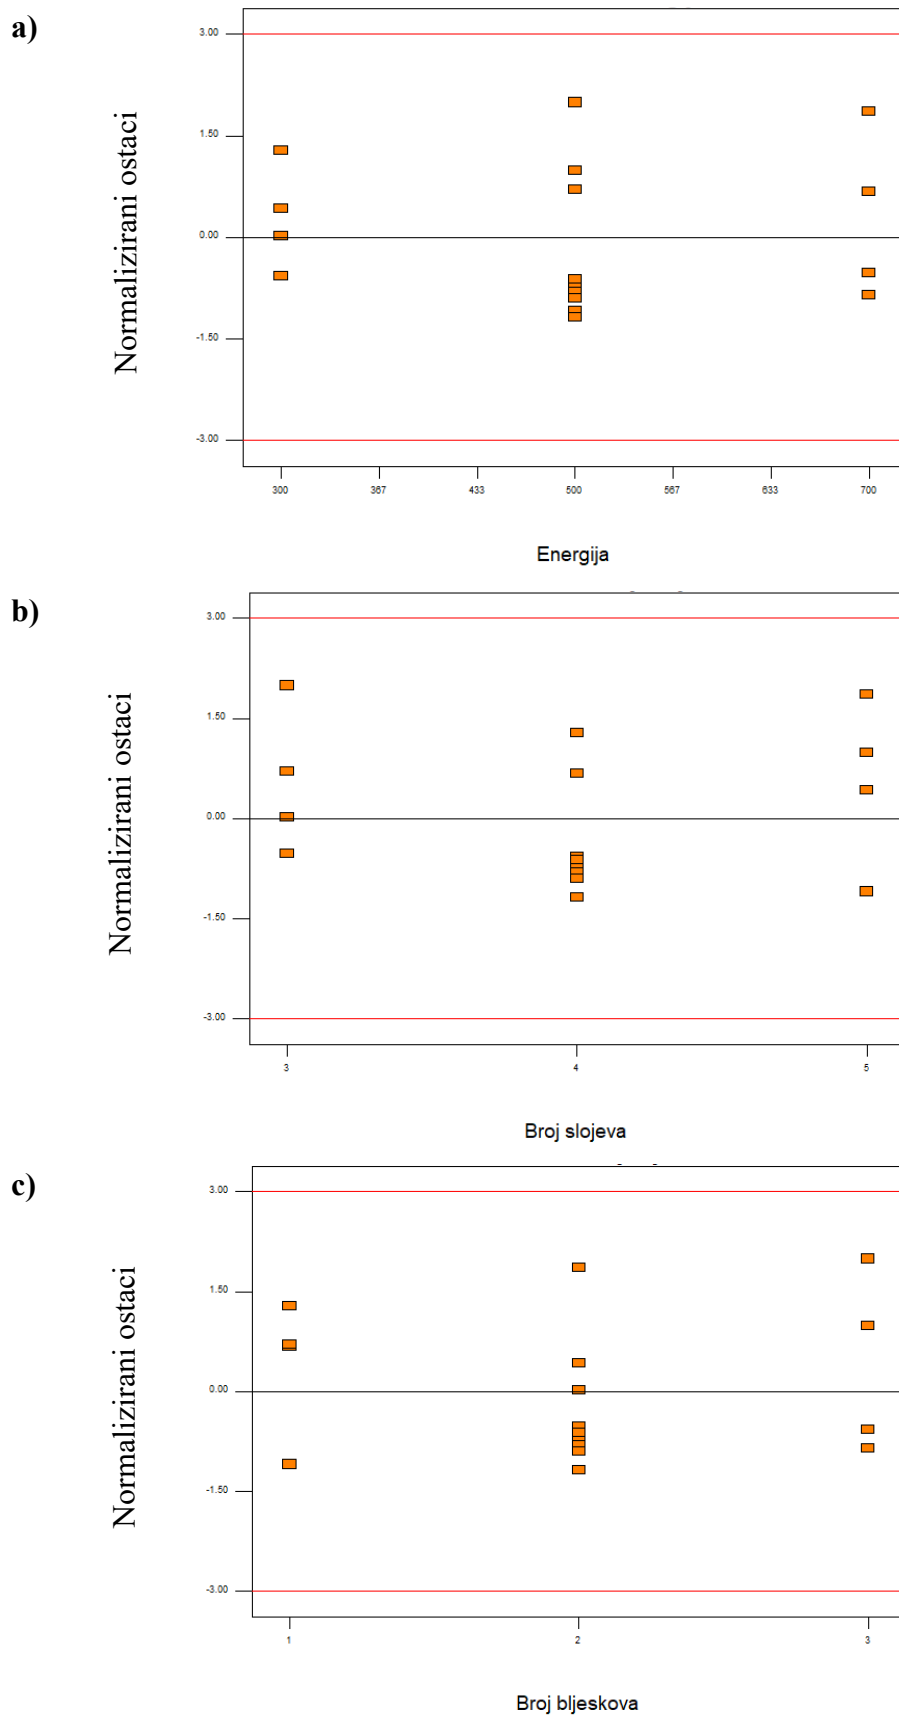 a)
Normalizirani ostaci
3.00
1.50
0.00
-1.50
-3.00
300 367 433 500 567 633 700
Energija
b)
Normalizirani ostaci
3.00
1.50
0.00
-1.50
-3.00
3 4 5
Broj slojeva
c)
Normalizirani ostaci
3.00
1.50
0.00
-1.50
-3.00
1 2 3
Broj bljeskova